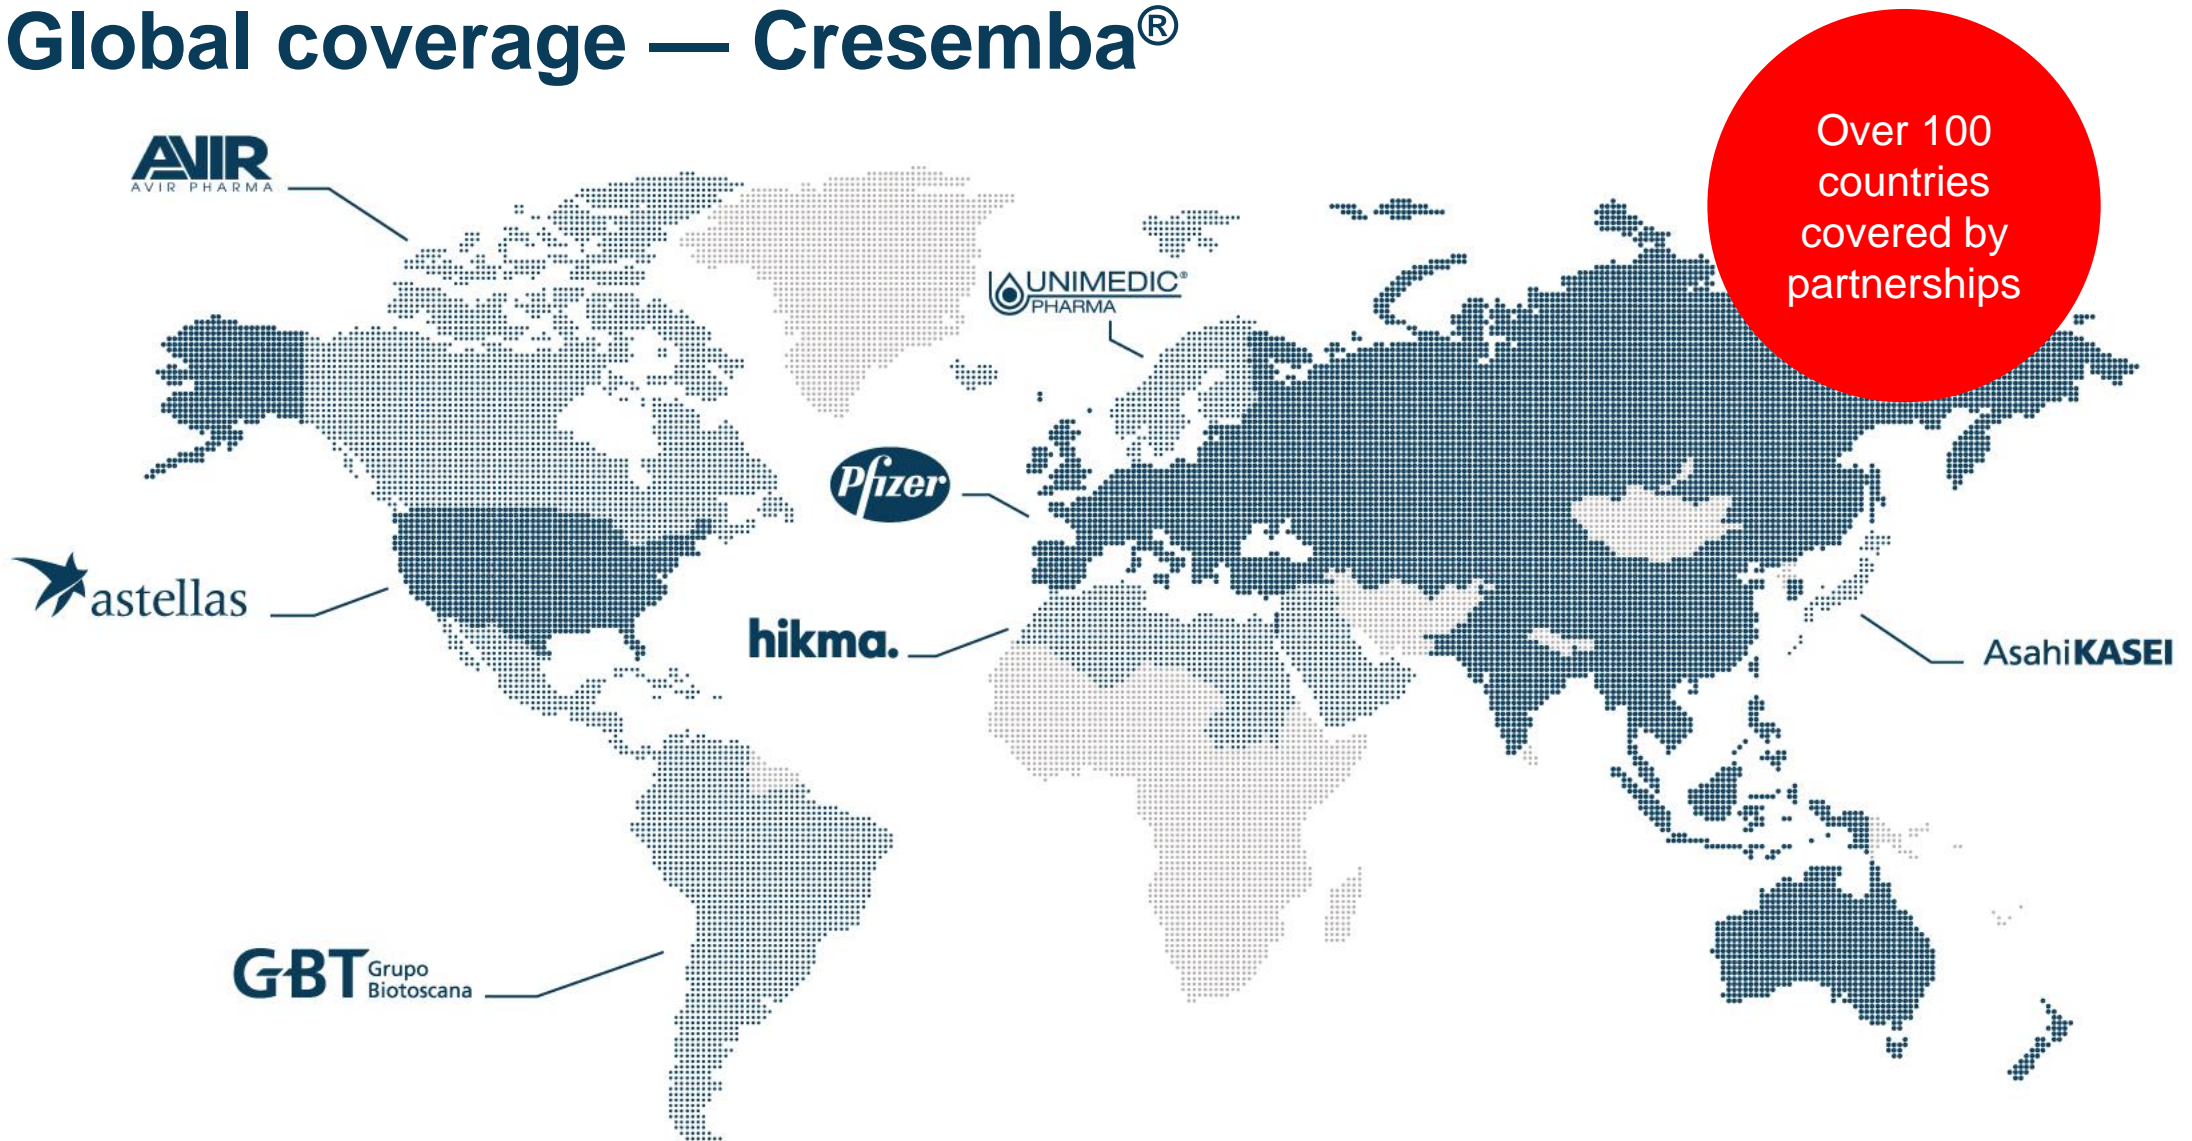 Global coverage — Cresemba®
Over 100
countries
covered by
partnerships
AVIR
AVIR PHARMA
UNIMEDIC®
PHARMA
Pfizer
astellas
hikma.
AsahiKASEI
GBT Grupo
Biotoscana